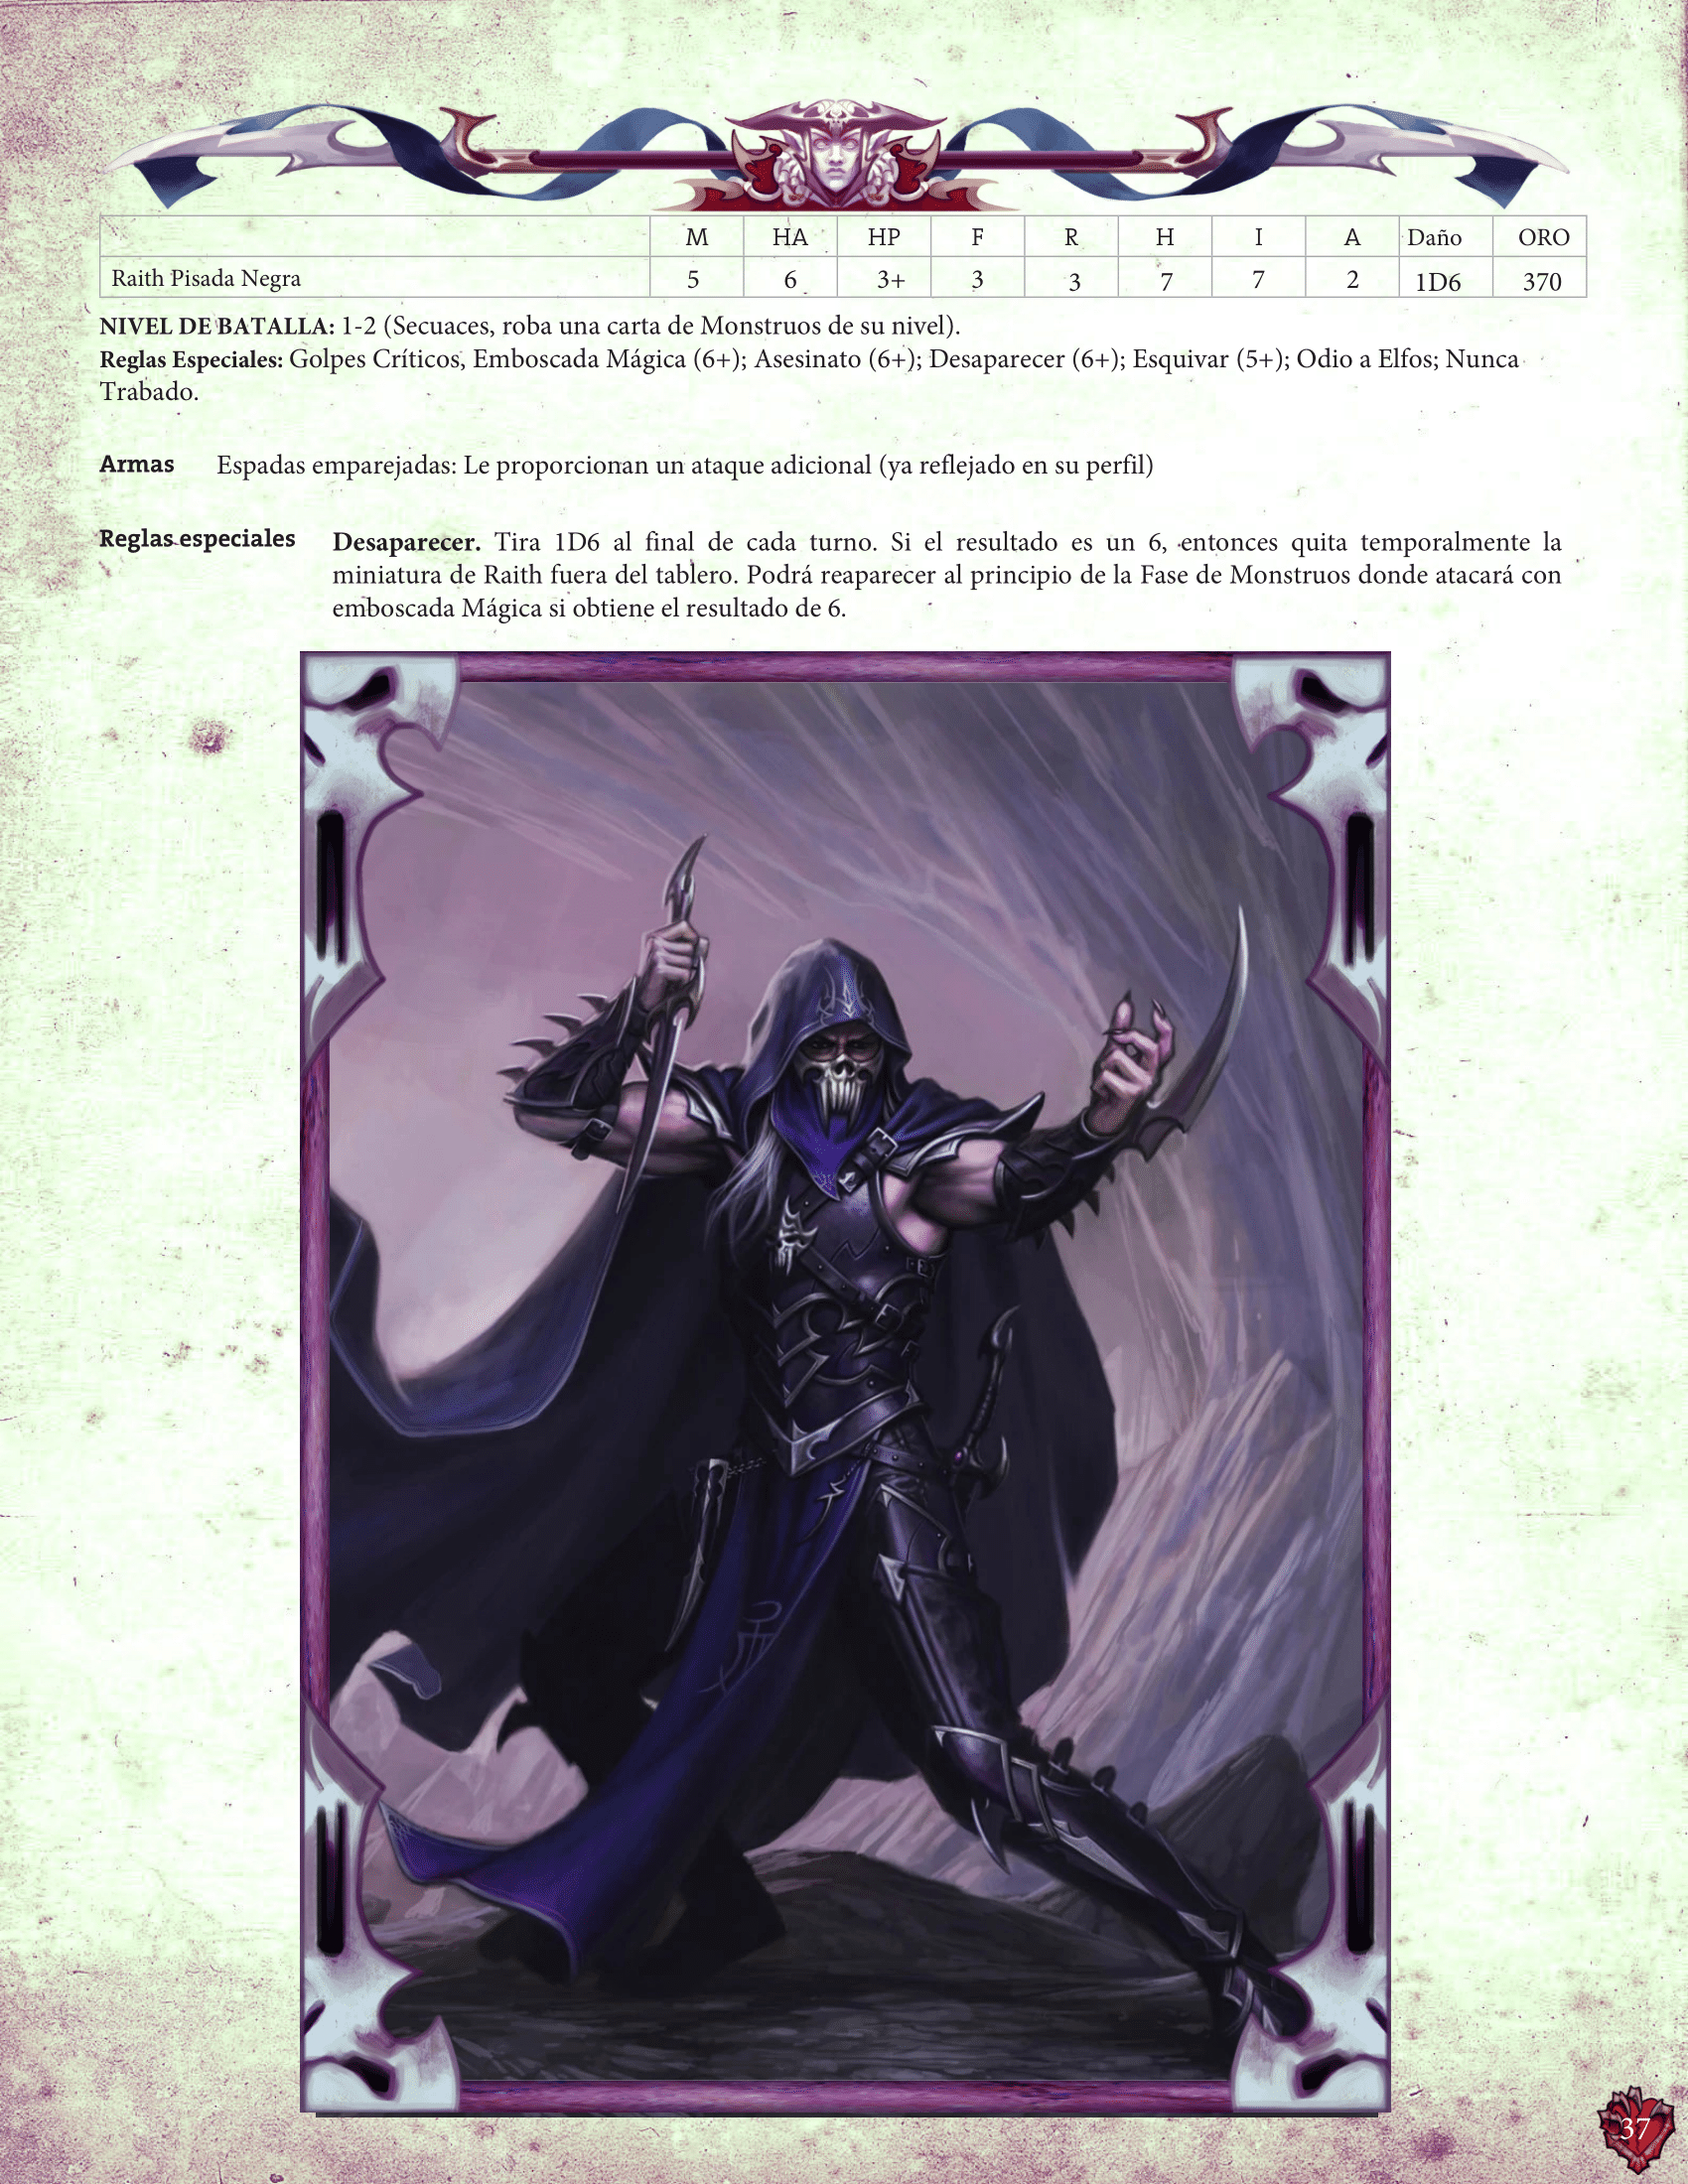 M HA HP F R H I A Daño ORO
Raith Pisada Negra 5 6 3+ 3 3 7 7 2 1D6 370
NIVEL DE BATALLA: 1-2 (Secuaces, roba una carta de Monstruos de su nivel).
Reglas Especiales: Golpes Críticos, Emboscada Mágica (6+); Asesinato (6+); Desaparecer (6+); Esquivar (5+); Odio a Elfos; Nunca
Trabado.
Armas Espadas emparejadas: Le proporcionan un ataque adicional (ya reflejado en su perfil)
Reglas especiales Desaparecer. Tira 1D6 al final de cada turno. Si el resultado es un 6, entonces quita temporalmente la
miniatura de Raith fuera del tablero. Podrá reaparecer al principio de la Fase de Monstruos donde atacará con
emboscada Mágica si obtiene el resultado de 6.
37